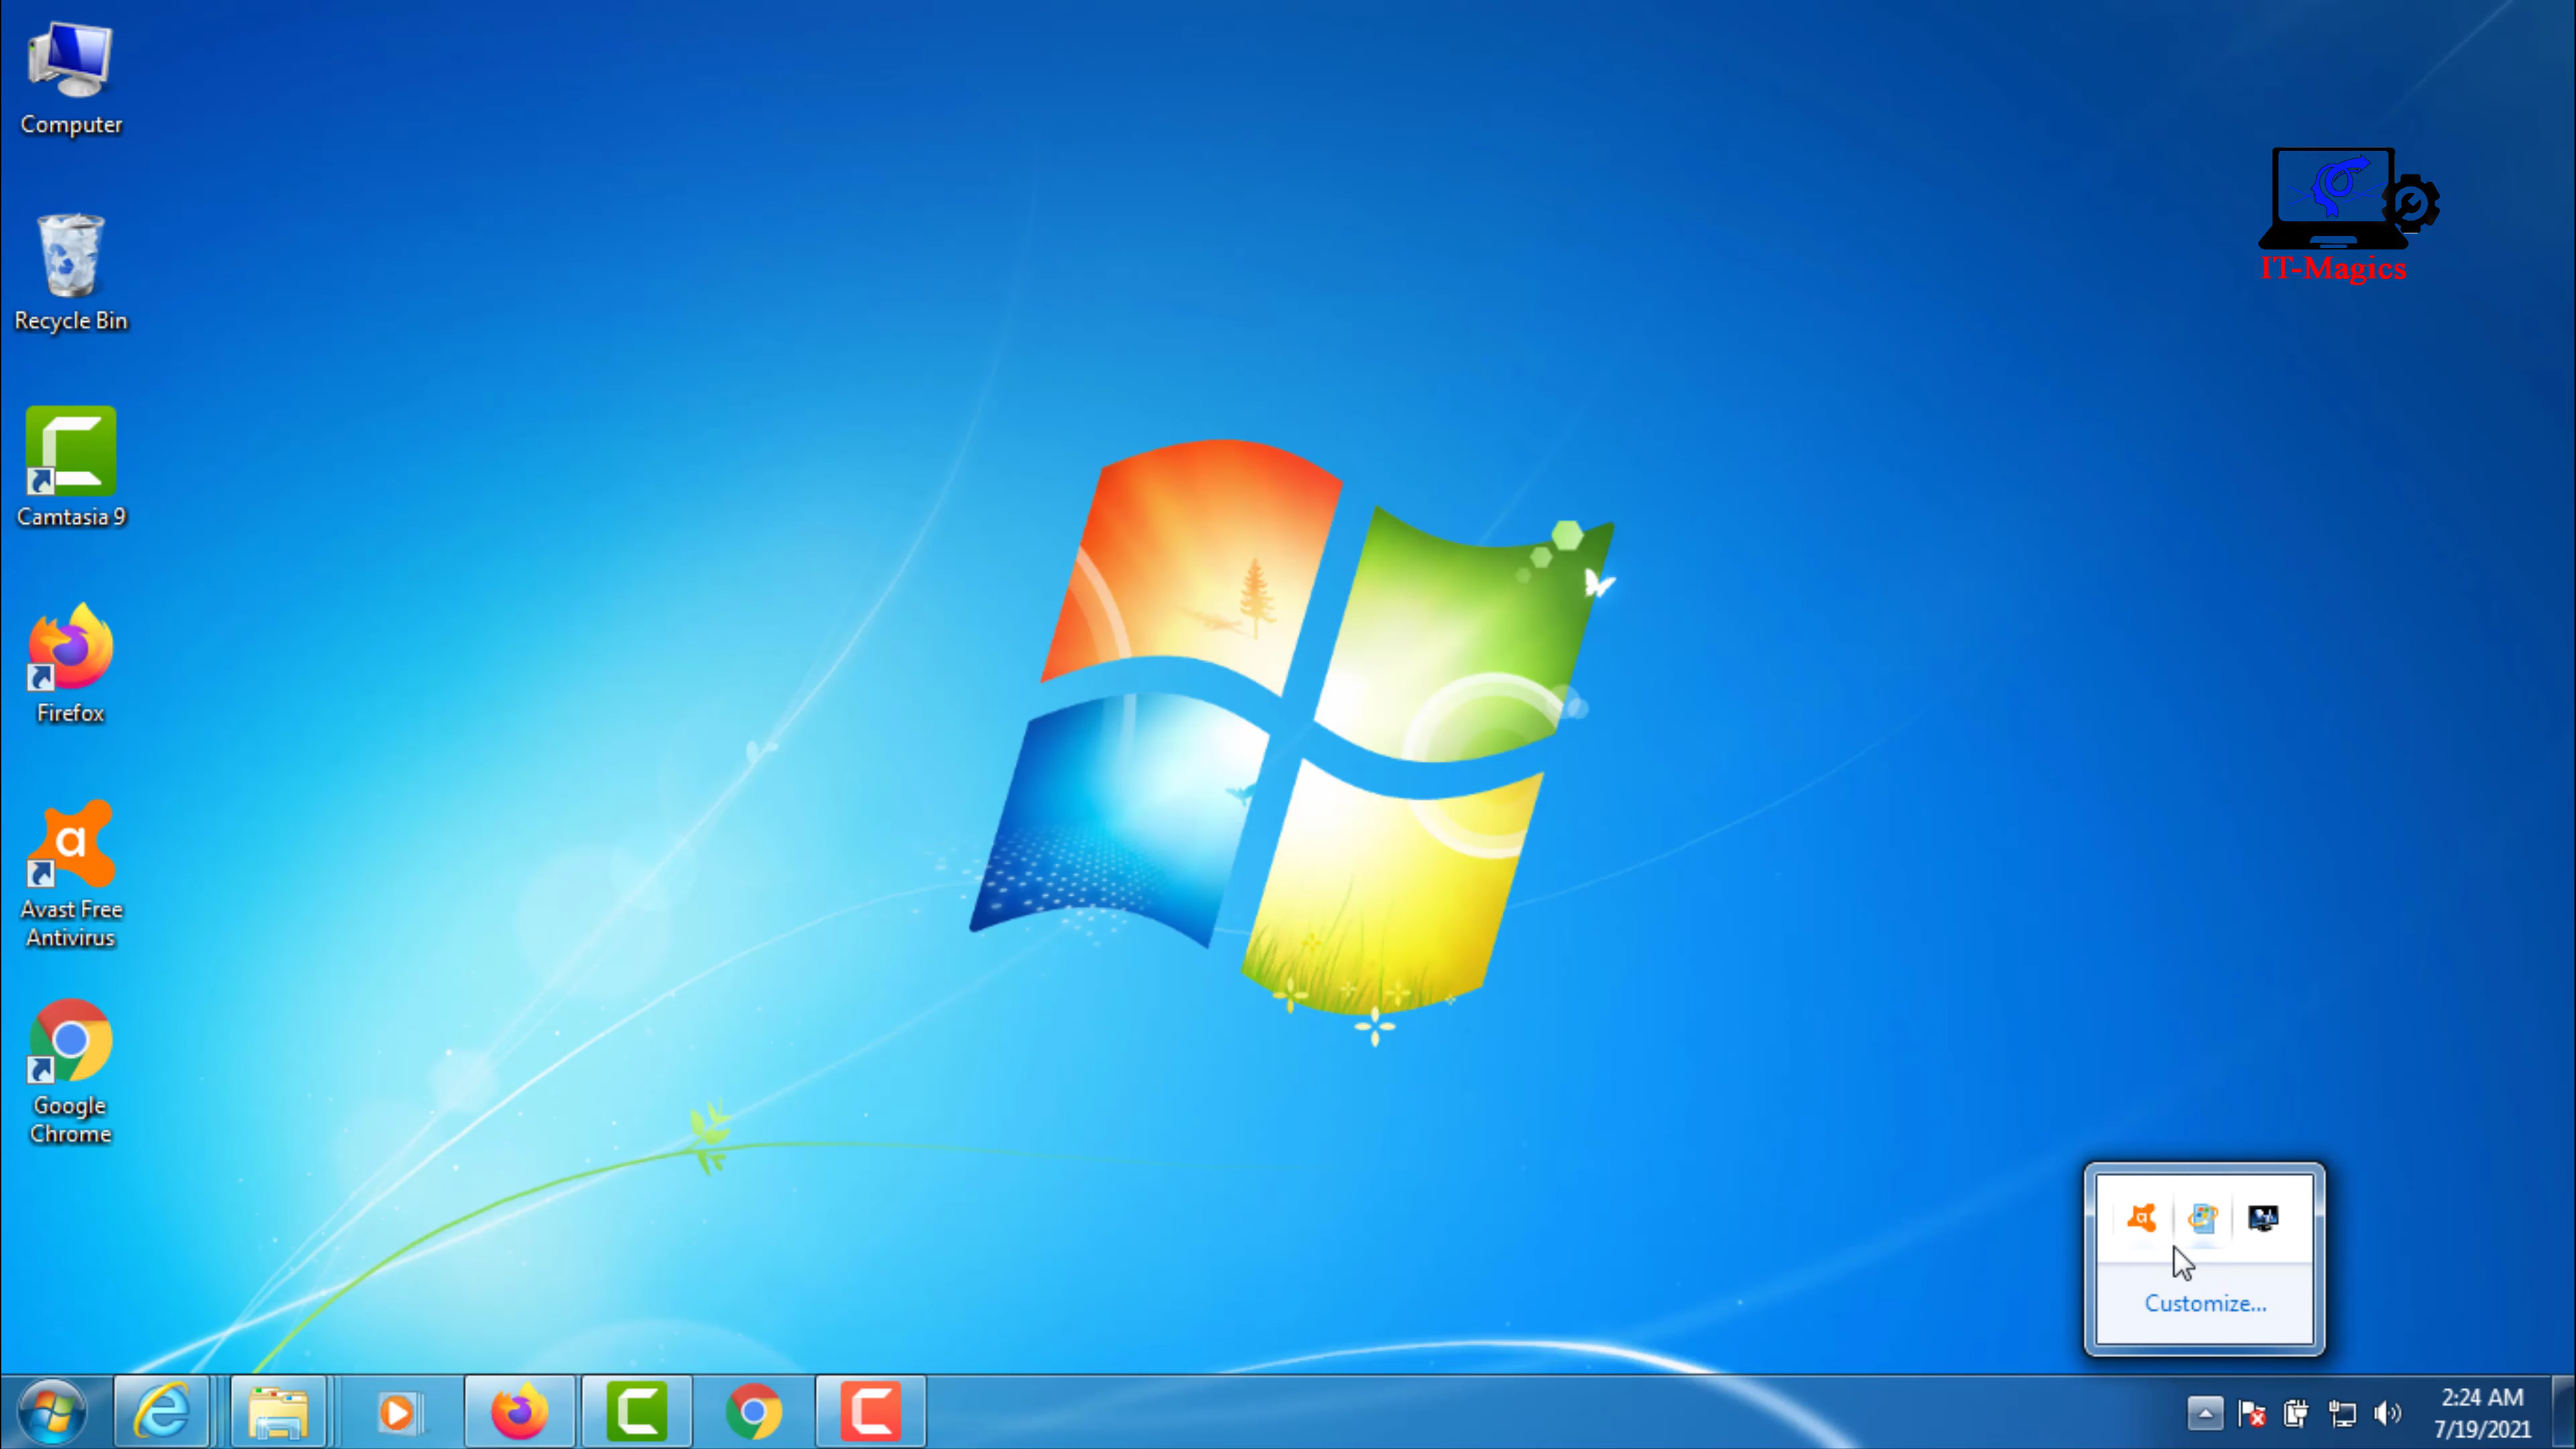 Computer
Recycle Bin
Camtasia 9
Firefox
a
Avast Free
Antivirus
Google
Chrome
IT-Magics
a
Customize...
2:24 AM
7/19/2021